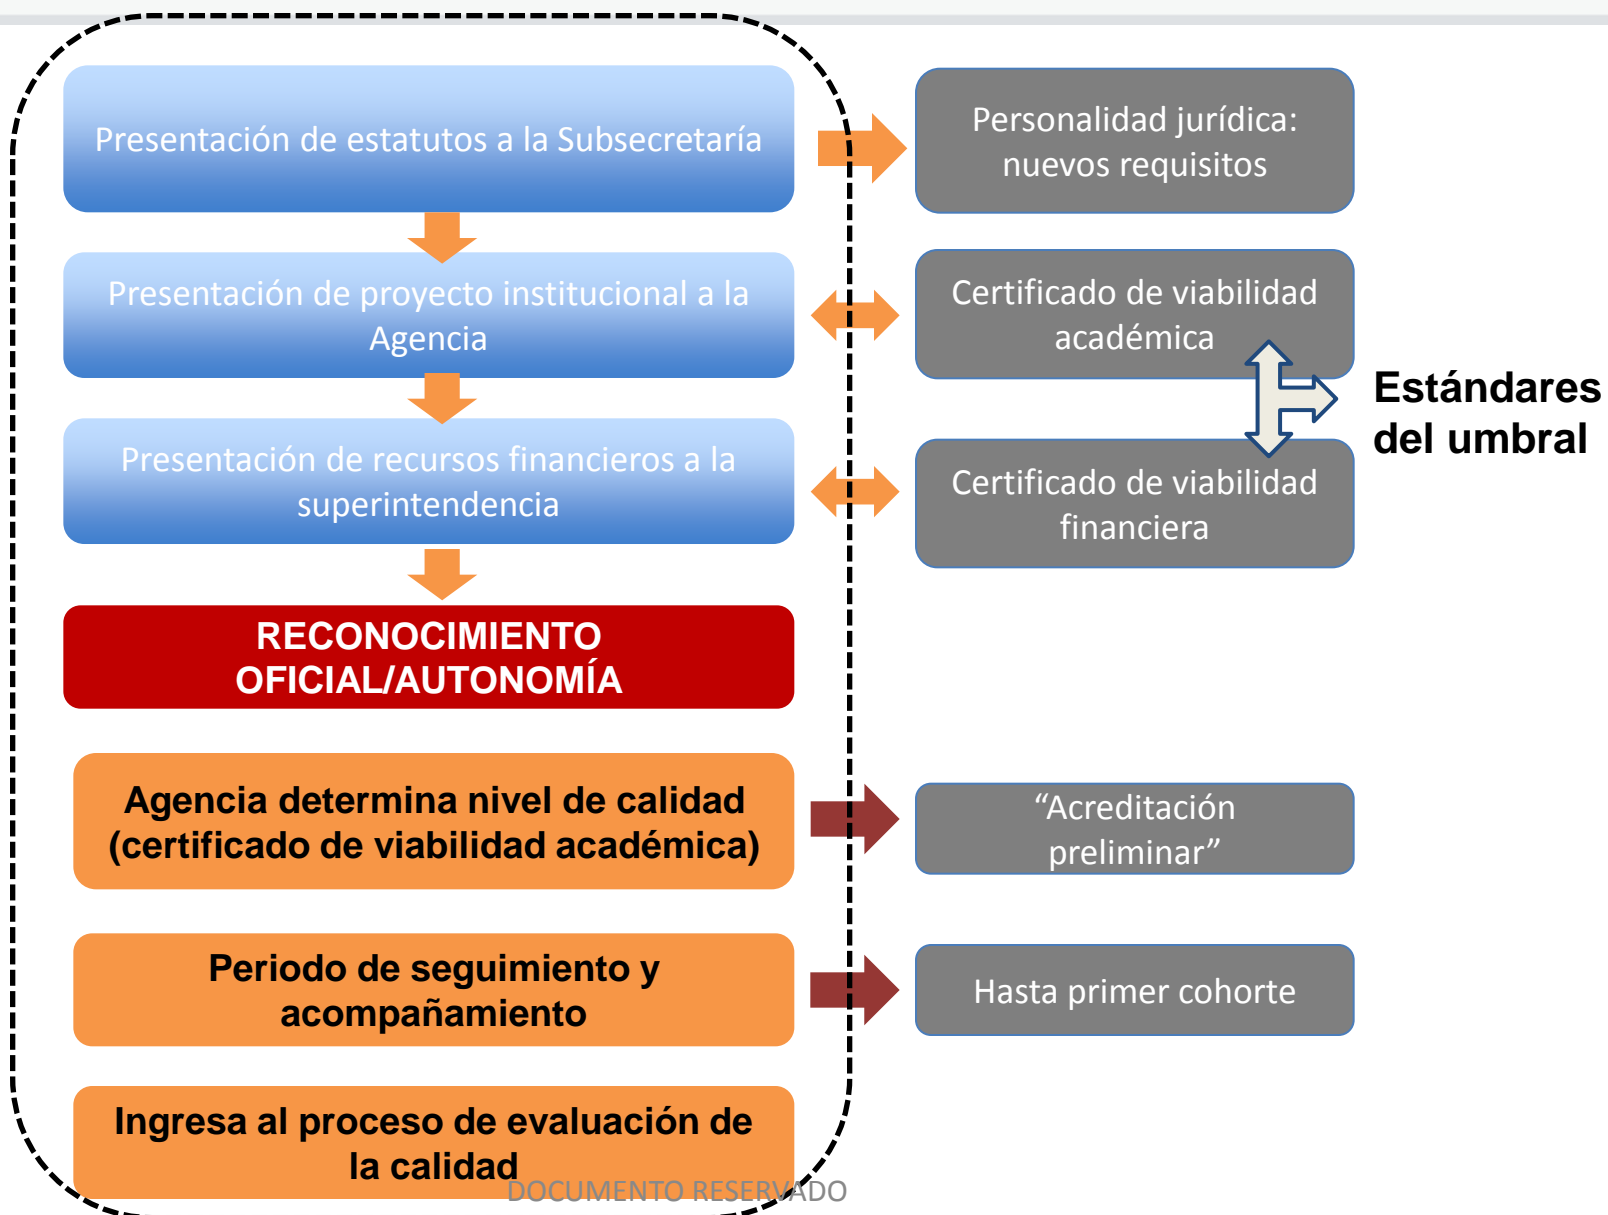 Presentación de estatutos a la Subsecretaría
Personalidad jurídica:
nuevos requisitos
Presentación de proyecto institucional a la
Agencia
Certificado de viabilidad
académica
Estándares
del umbral
Presentación de recursos financieros a la
superintendencia
Certificado de viabilidad
financiera
RECONOCIMIENTO
OFICIAL/AUTONOMÍA
Agencia determina nivel de calidad
(certificado de viabilidad académica)
“Acreditación
preliminar”
Periodo de seguimiento y
acompañamiento
Hasta primer cohorte
Ingresa al proceso de evaluación de
la calidad
DOCUMENTO RESERVADO